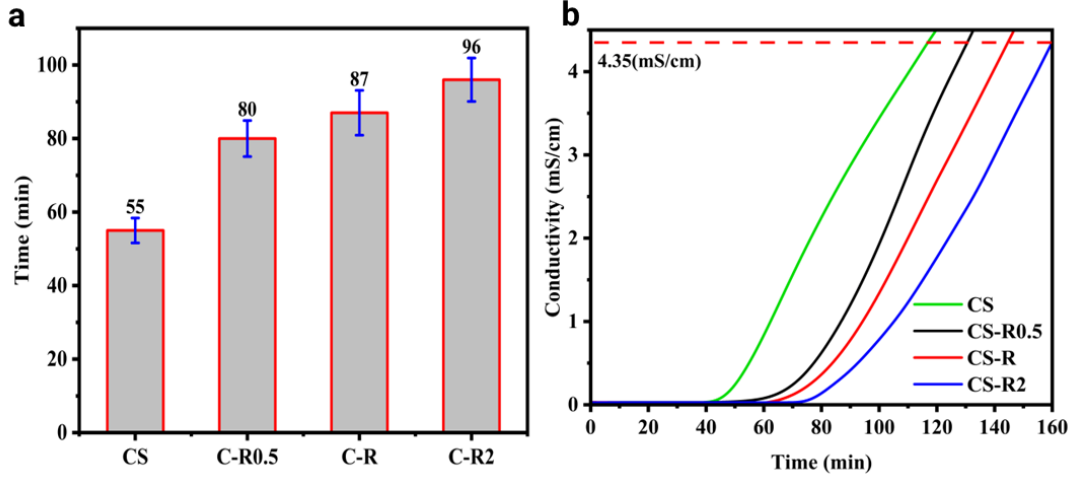 a
Time (min)
100
80
60
40
20
0
55
80
87
96
CS
C-R0.5
C-R
C-R2
b
Conductivity (mS/cm)
4
3
2
1
0
4.35(mS/cm)
CS
CS-R0.5
CS-R
CS-R2
0
20
40
60
80
100
120
140
160
Time (min)